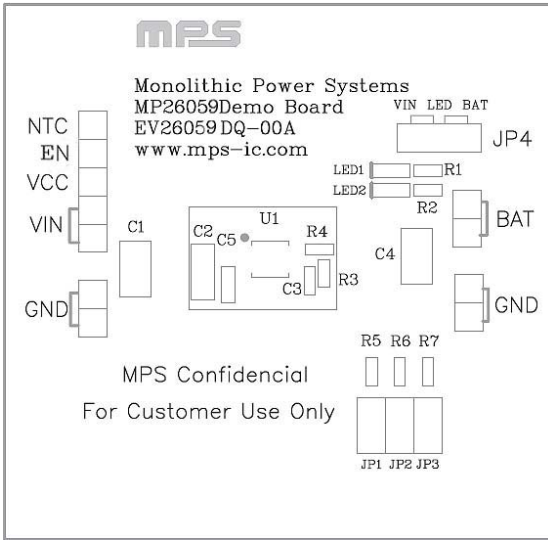 mps
Monolithic Power Systems
MP26059Demo Board
EV26059DQ-00A
www.mps-ic.com
VIN LED BAT
JP4
NTC
EN
VCC
VIN
GND
LED1
R1
LED2
R2
BAT
U1
C1
C2
C5
R4
C4
C3
R3
GND
R5 R6 R7
MPS Confidencial
For Customer Use Only
JP1 JP2 JP3